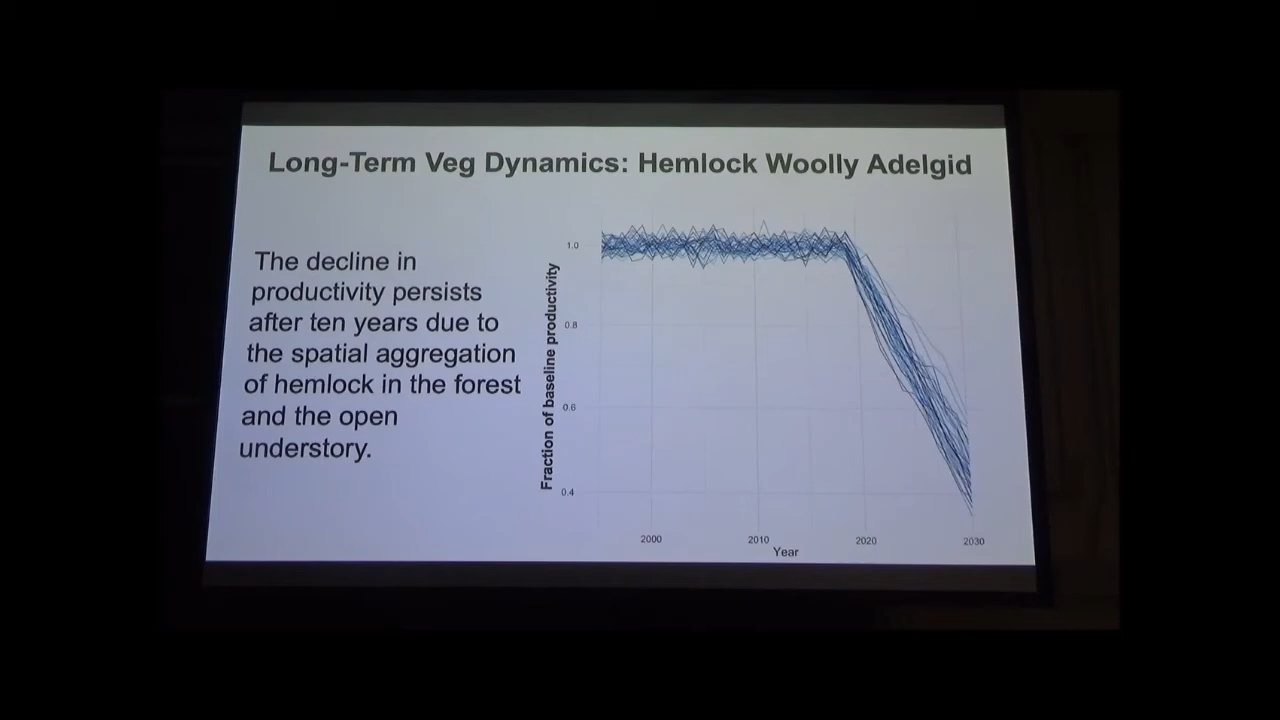 Long-Term Veg Dynamics: Hemlock Woolly Adelgid
The decline in
productivity persists
after ten years due to
the spatial aggregation
of hemlock in the forest
and the open
understory.
Fraction of baseline productivity
1.0
0.8
0.6
0.4
2000
2010
2020
2030
Year